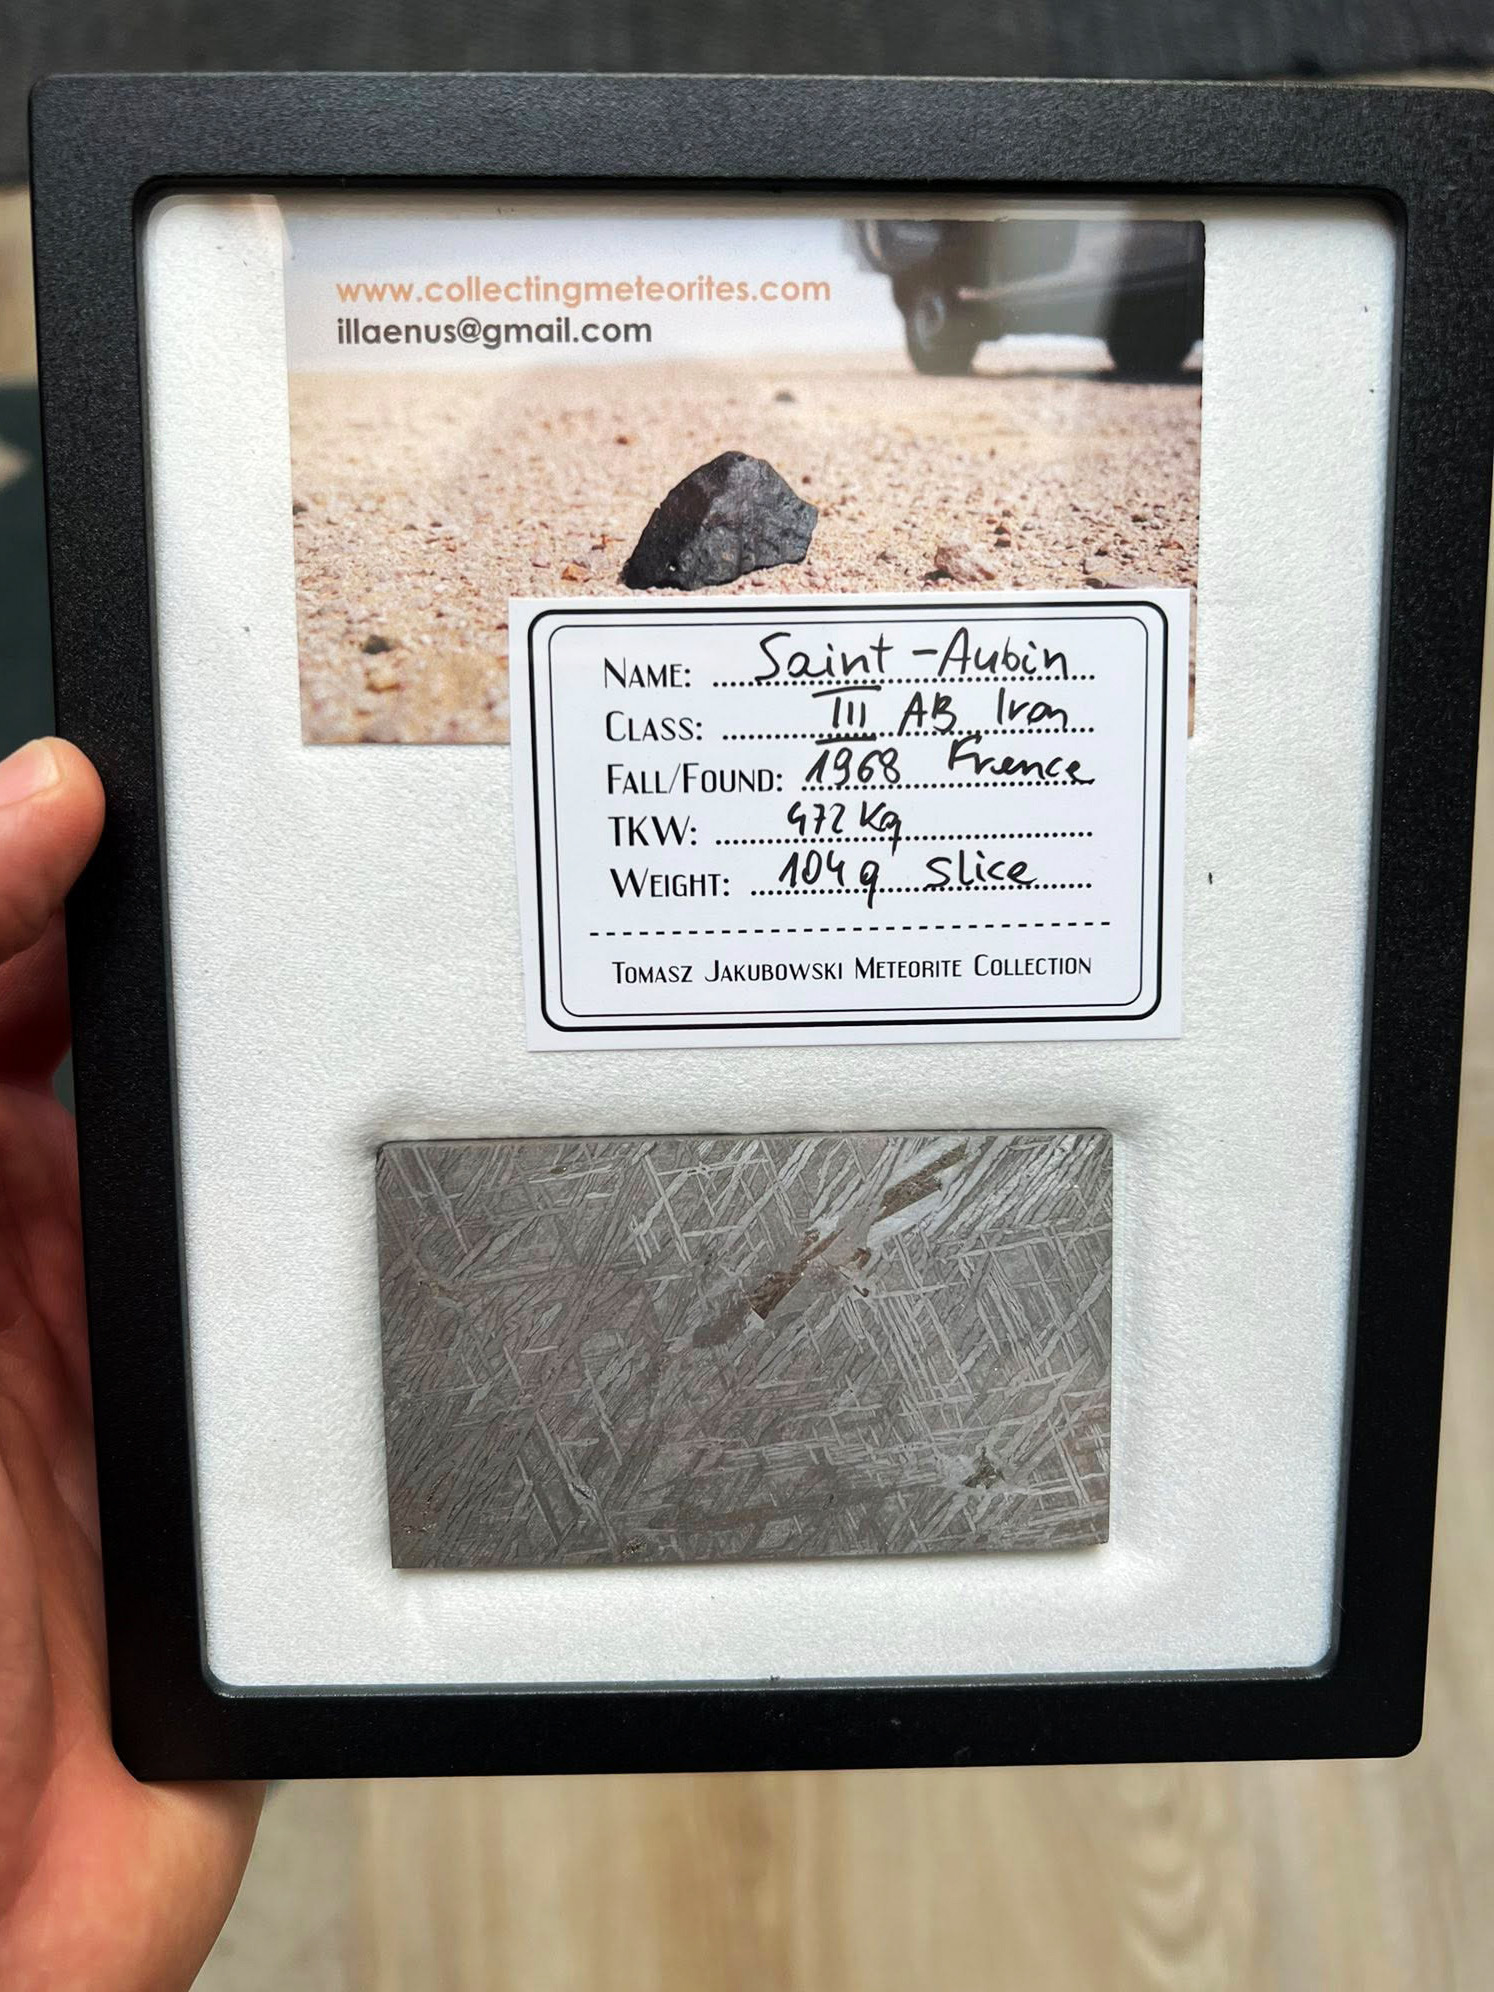 www.collectingmeteorites.com
illaenus@gmail.com
NAME: Saint-Aubin
CLASS: III AB Iron
FALL/FOUND: 1968 Frence
TKW: 472 Kg
WEIGHT: 104 g slice
TOMASZ JAKUBOWSKI METEORITE COLLECTION